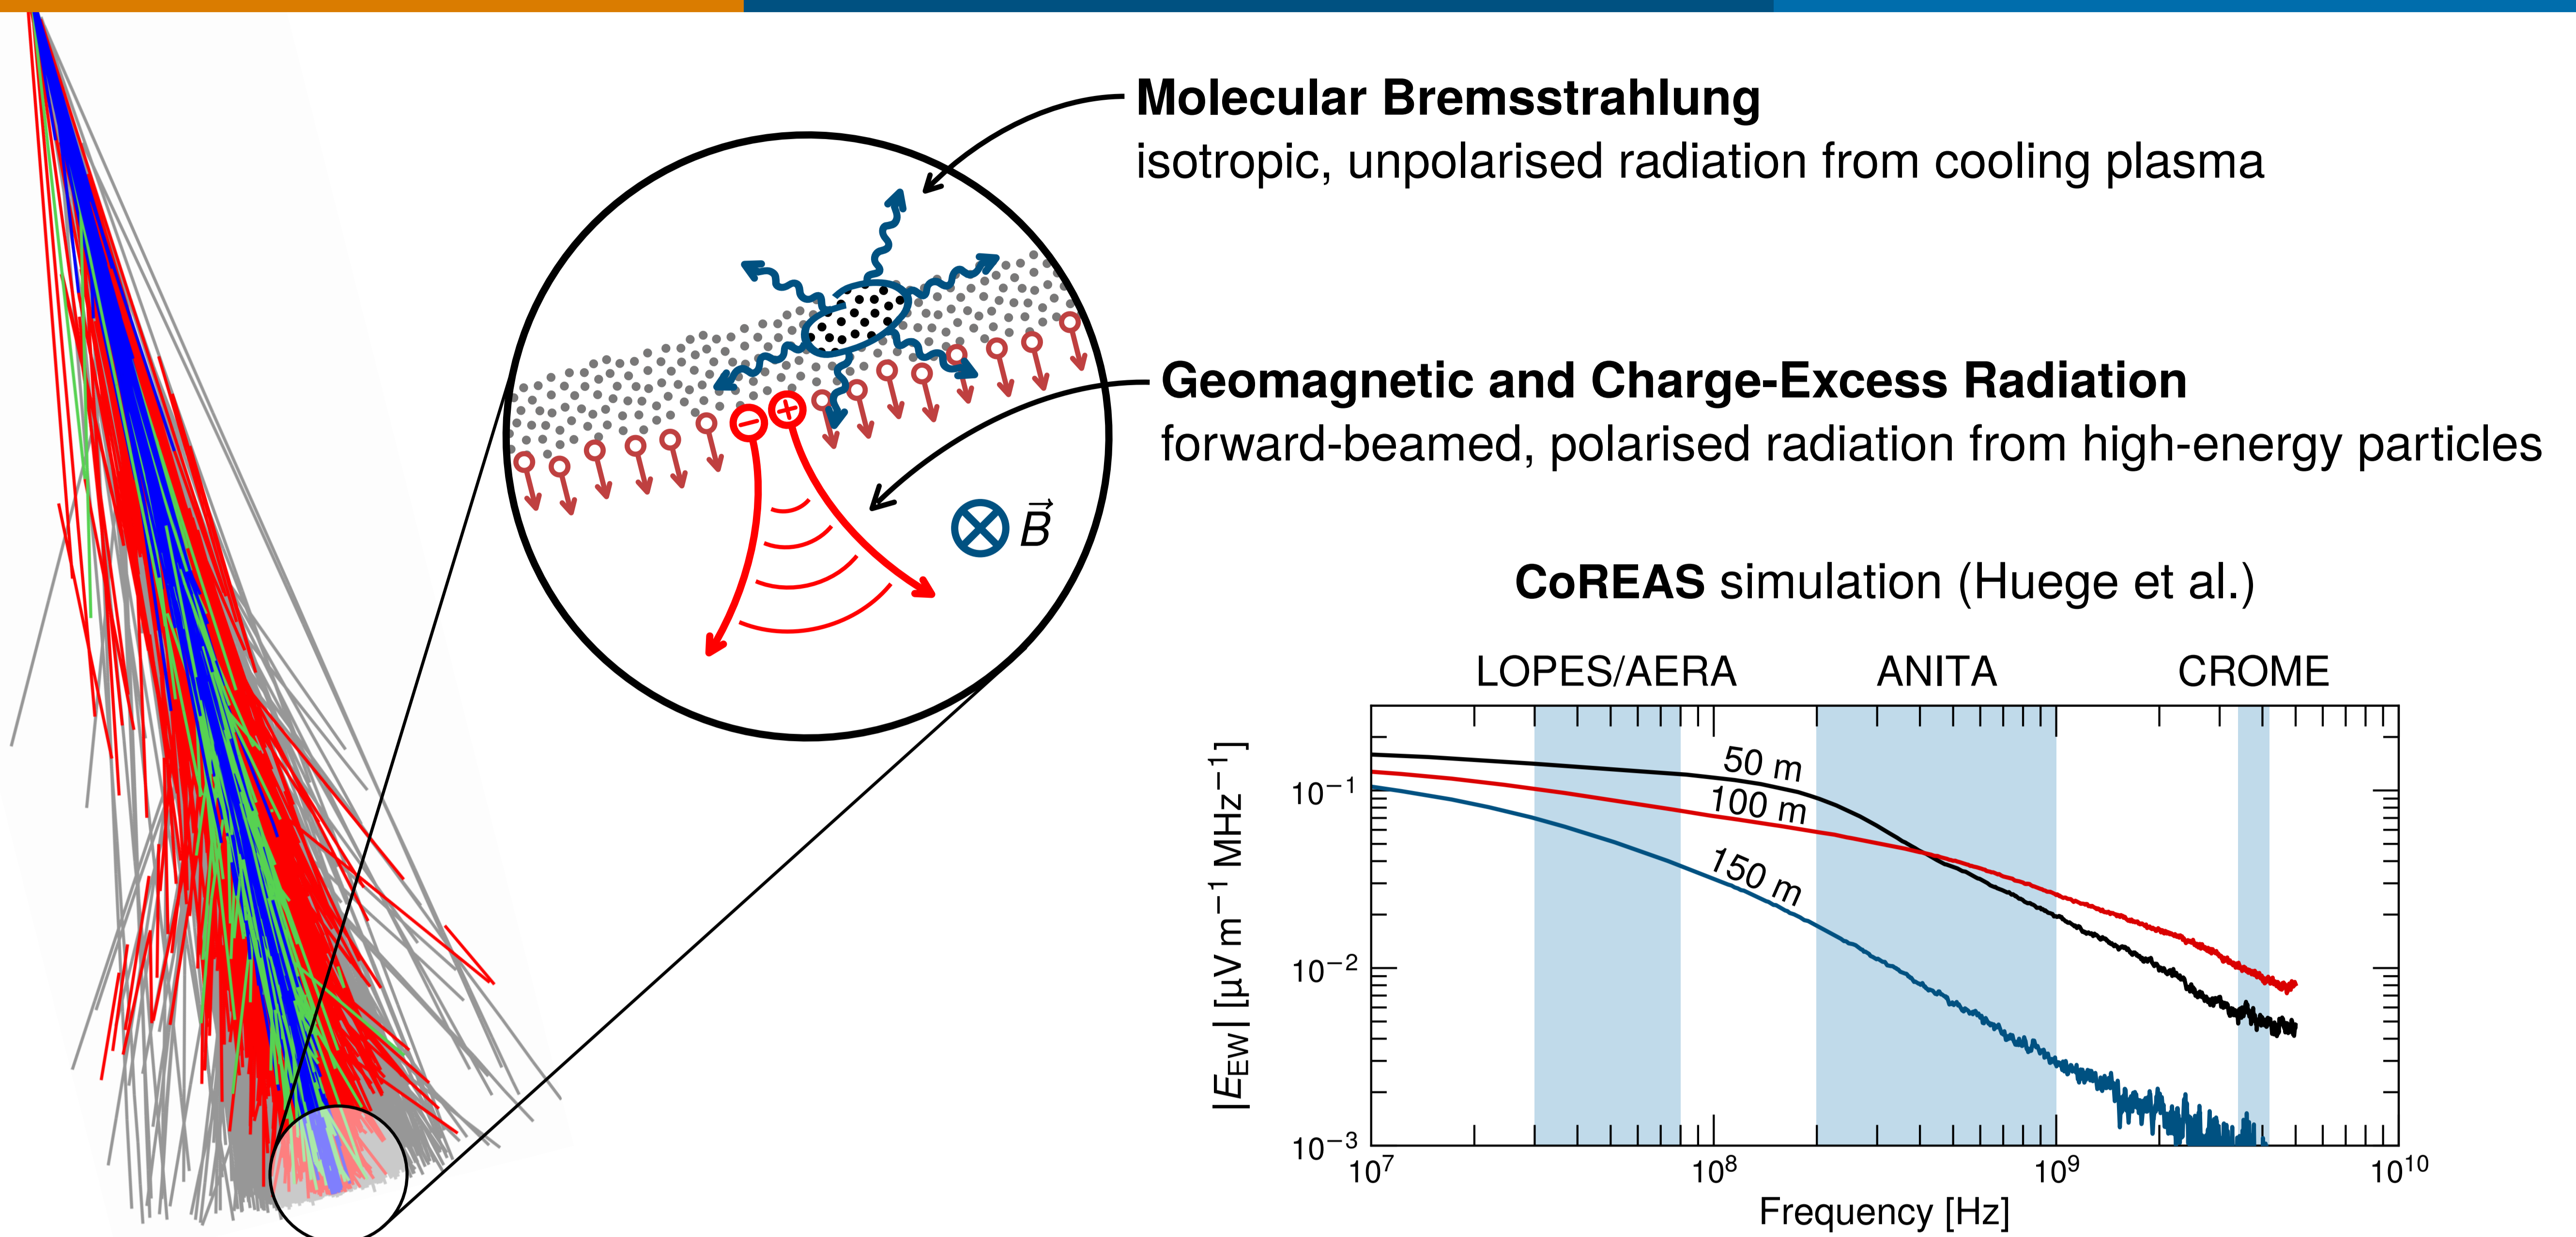 Molecular Bremsstrahlung
isotropic, unpolarised radiation from cooling plasma
Geomagnetic and Charge-Excess Radiation
forward-beamed, polarised radiation from high-energy particles
− +
⊗ B⃗
CoREAS simulation (Huege et al.)
LOPES/AERA ANITA CROME
|E_EW| [µV m⁻¹ MHz⁻¹]
10⁻¹
10⁻²
10⁻³
50 m
100 m
150 m
10⁷ 10⁸ 10⁹ 10¹⁰
Frequency [Hz]